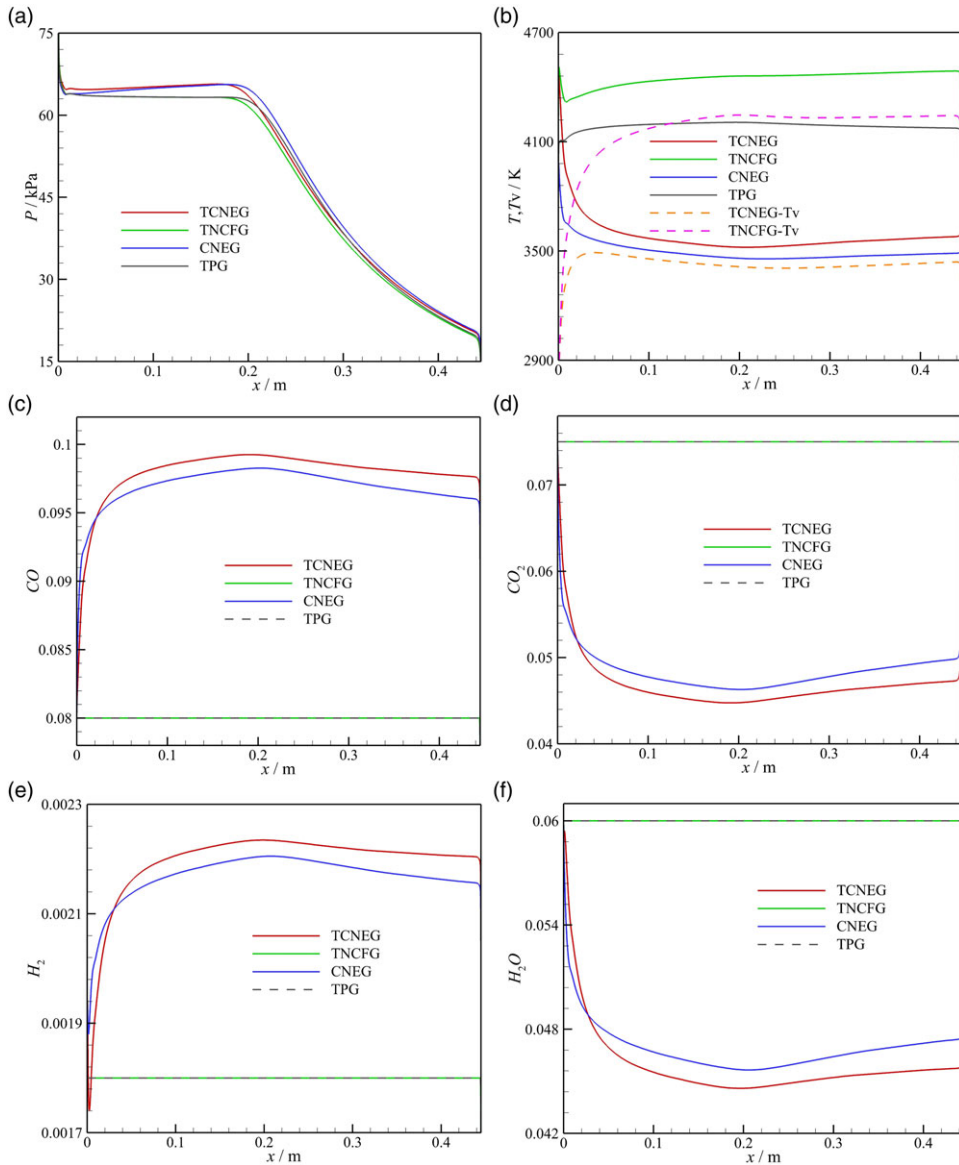 (a)
75
60
45
30
15
P / kPa
TCNEG
TNCFG
CNEG
TPG
0
0.1
0.2
0.3
0.4
x / m
(b)
4700
4100
3500
2900
T,Tv / K
TCNEG
TNCFG
CNEG
TPG
TCNEG-Tv
TNCFG-Tv
0
0.1
0.2
0.3
0.4
x / m
(c)
0.1
0.095
0.09
0.085
0.08
CO
TCNEG
TNCFG
CNEG
TPG
0
0.1
0.2
0.3
0.4
x / m
(d)
0.07
0.06
0.05
0.04
CO2
TCNEG
TNCFG
CNEG
TPG
0
0.1
0.2
0.3
0.4
x / m
(e)
0.0023
0.0021
0.0019
0.0017
H2
TCNEG
TNCFG
CNEG
TPG
0
0.1
0.2
0.3
0.4
x / m
(f)
0.06
0.054
0.048
0.042
H2O
TCNEG
TNCFG
CNEG
TPG
0
0.1
0.2
0.3
0.4
x / m